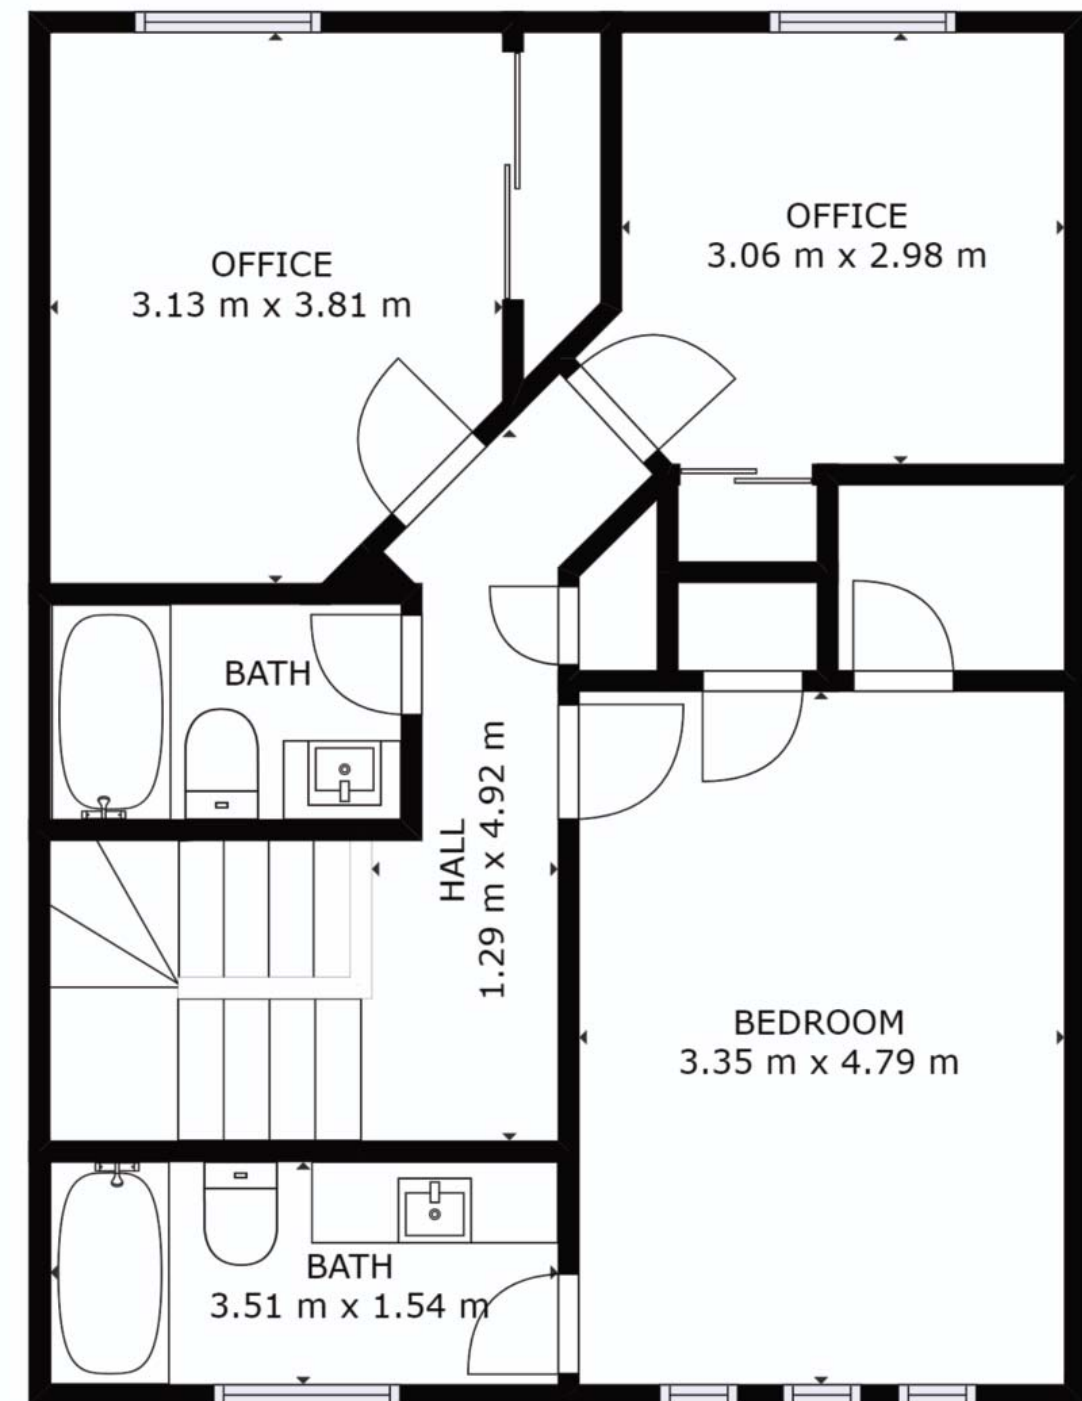 OFFICE
3.13 m x 3.81 m
OFFICE
3.06 m x 2.98 m
BATH
HALL
1.29 m x 4.92 m
BEDROOM
3.35 m x 4.79 m
BATH
3.51 m x 1.54 m